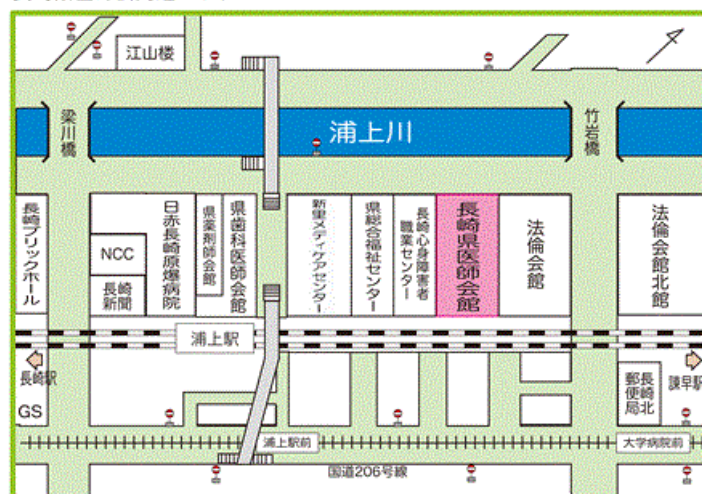 江山楼
梁川橋
浦上川
竹岩橋
長崎ブリックホール
NCC
長崎
新聞
日赤長崎原爆病院
県薬剤師会館
県歯科医師会館
新里メディケアセンター
県総合福祉センター
長崎心身障害者
職業センター
長崎県医師会館
法倫会館
法倫会館北館
浦上駅
長崎駅
GS
長崎北
郵便局
諫早駅
浦上駅前
大学病院前
国道206号線